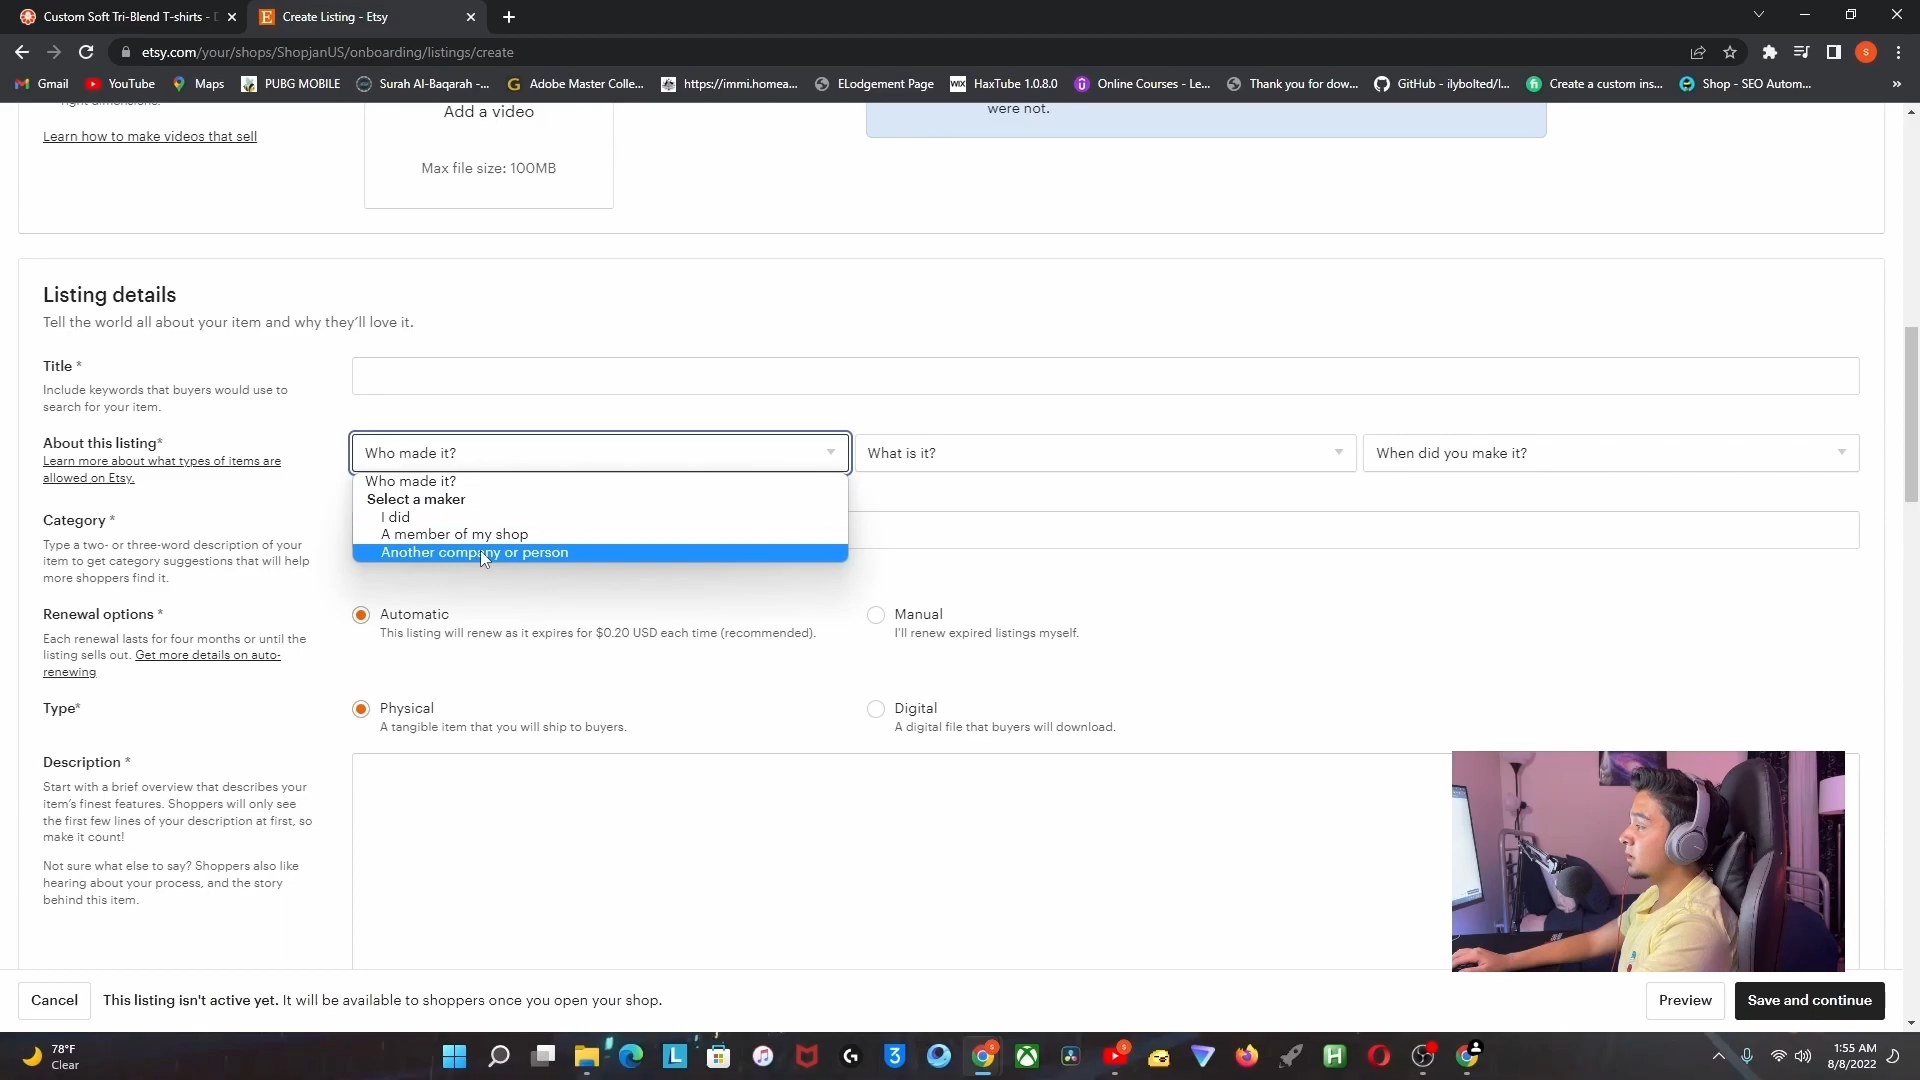 Custom Soft Tri-Blend T-shirts -
Create Listing - Etsy
etsy.com/your/shops/ShopjanUS/onboarding/listings/create
S
Gmail
YouTube
Maps
PUBG MOBILE
Surah Al-Baqarah -...
Adobe Master Colle...
https://immi.homea...
ELodgement Page
WIX
HaxTube 1.0.8.0
Online Courses - Le...
Thank you for dow...
GitHub - ilybolted/l...
Create a custom ins...
Shop - SEO Autom...
»
right dimensions.
Learn how to make videos that sell
Add a video
Max file size: 100MB
were not.
Listing details
Tell the world all about your item and why they'll love it.
Title *
Include keywords that buyers would use to
search for your item.
About this listing*
Learn more about what types of items are
allowed on Etsy.
Who made it?
What is it?
When did you make it?
Who made it?
Select a maker
I did
A member of my shop
Another company or person
Category *
Type a two- or three-word description of your
item to get category suggestions that will help
more shoppers find it.
Renewal options *
Each renewal lasts for four months or until the
listing sells out. Get more details on auto-
renewing
Automatic
This listing will renew as it expires for $0.20 USD each time (recommended).
Manual
I'll renew expired listings myself.
Type*
Physical
A tangible item that you will ship to buyers.
Digital
A digital file that buyers will download.
Description *
Start with a brief overview that describes your
item's finest features. Shoppers will only see
the first few lines of your description at first, so
make it count!
Not sure what else to say? Shoppers also like
hearing about your process, and the story
behind this item.
Cancel
This listing isn't active yet. It will be available to shoppers once you open your shop.
Preview
Save and continue
78°F
Clear
1:55 AM
8/8/2022